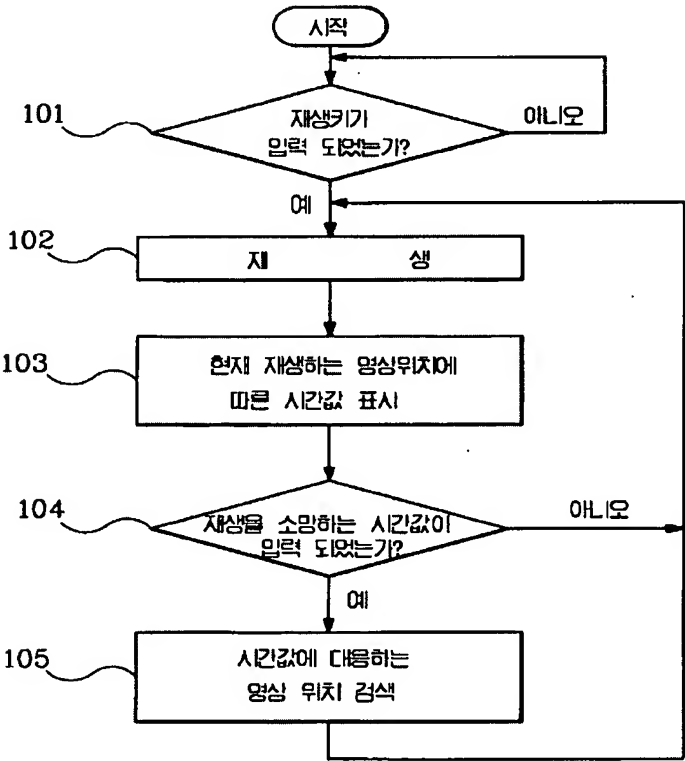 시작
101
재생키가
입력 되었는가?
아니오
예
102
재 생
103
현재 재생하는 영상위치에
따른 시간값 표시
104
재생을 소망하는 시간값이
입력 되었는가?
아니오
예
105
시간값에 대응하는
영상 위치 검색